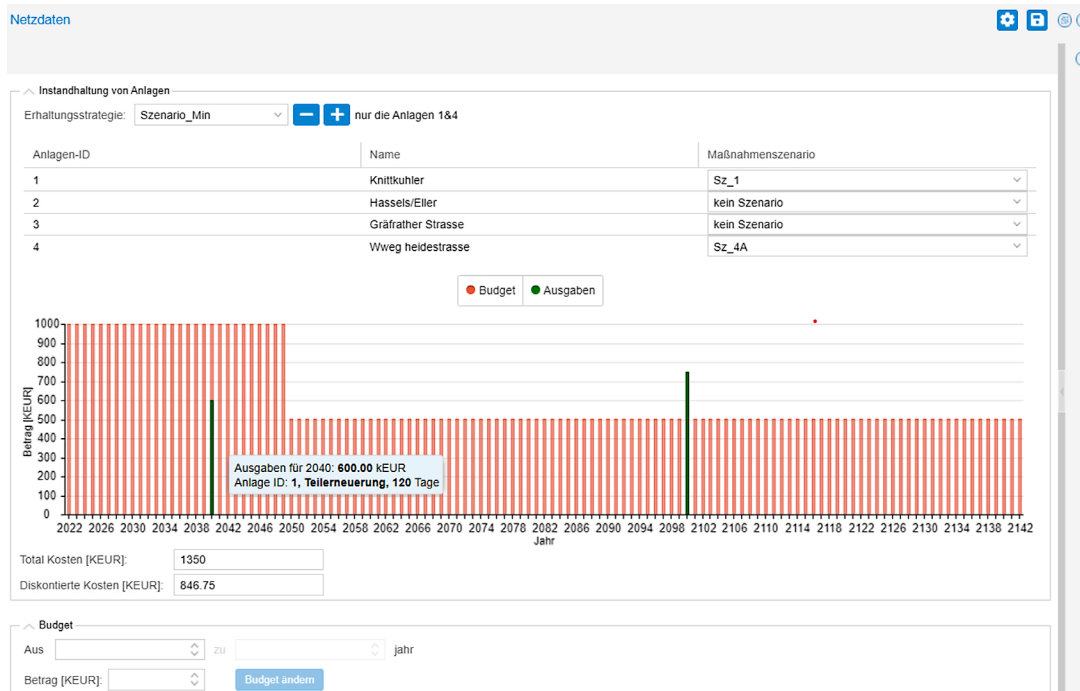 Netzdaten
Instandhaltung von Anlagen
Erhaltungsstrategie: Szenario_Min nur die Anlagen 1&4
Anlagen-ID Name Maßnahmenszenario
1 Knittkuhler Sz_1
2 Hassels/Eller kein Szenario
3 Gräfrather Strasse kein Szenario
4 Wweg heidestrasse Sz_4A
Budget Ausgaben
1000
900
800
700
600
500
400
300
200
100
0
Betrag [KEUR]
Ausgaben für 2040: 600.00 kEUR
Anlage ID: 1, Teilerneuerung, 120 Tage
2022 2026 2030 2034 2038 2042 2046 2050 2054 2058 2062 2066 2070 2074 2078 2082 2086 2090 2094 2098 2102 2106 2110 2114 2118 2122 2126 2130 2134 2138 2142
Jahr
Total Kosten [KEUR]: 1350
Diskontierte Kosten [KEUR]: 846.75
Budget
Aus zu jahr
Betrag [KEUR]: Budget ändern